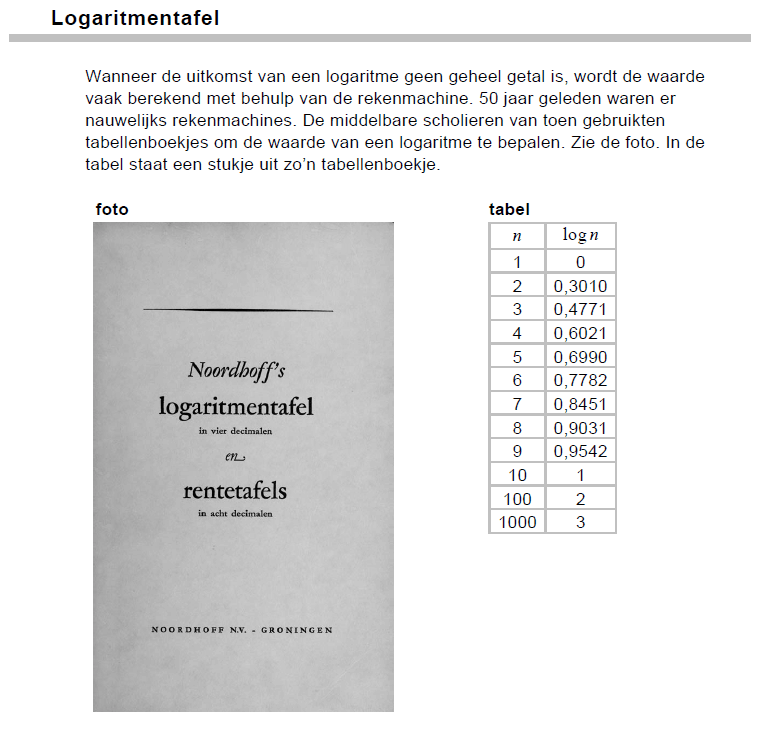 Logaritmentafel
Wanneer de uitkomst van een logaritme geen geheel getal is, wordt de waarde
vaak berekend met behulp van de rekenmachine. 50 jaar geleden waren er
nauwelijks rekenmachines. De middelbare scholieren van toen gebruikten
tabellenboekjes om de waarde van een logaritme te bepalen. Zie de foto. In de
tabel staat een stukje uit zo’n tabellenboekje.
foto
Noordhoff's
logaritmentafel
in vier decimalen
en
rentetafels
in acht decimalen
NOORDHOFF N.V. - GRONINGEN
tabel
n log n
1 0
2 0,3010
3 0,4771
4 0,6021
5 0,6990
6 0,7782
7 0,8451
8 0,9031
9 0,9542
10 1
100 2
1000 3